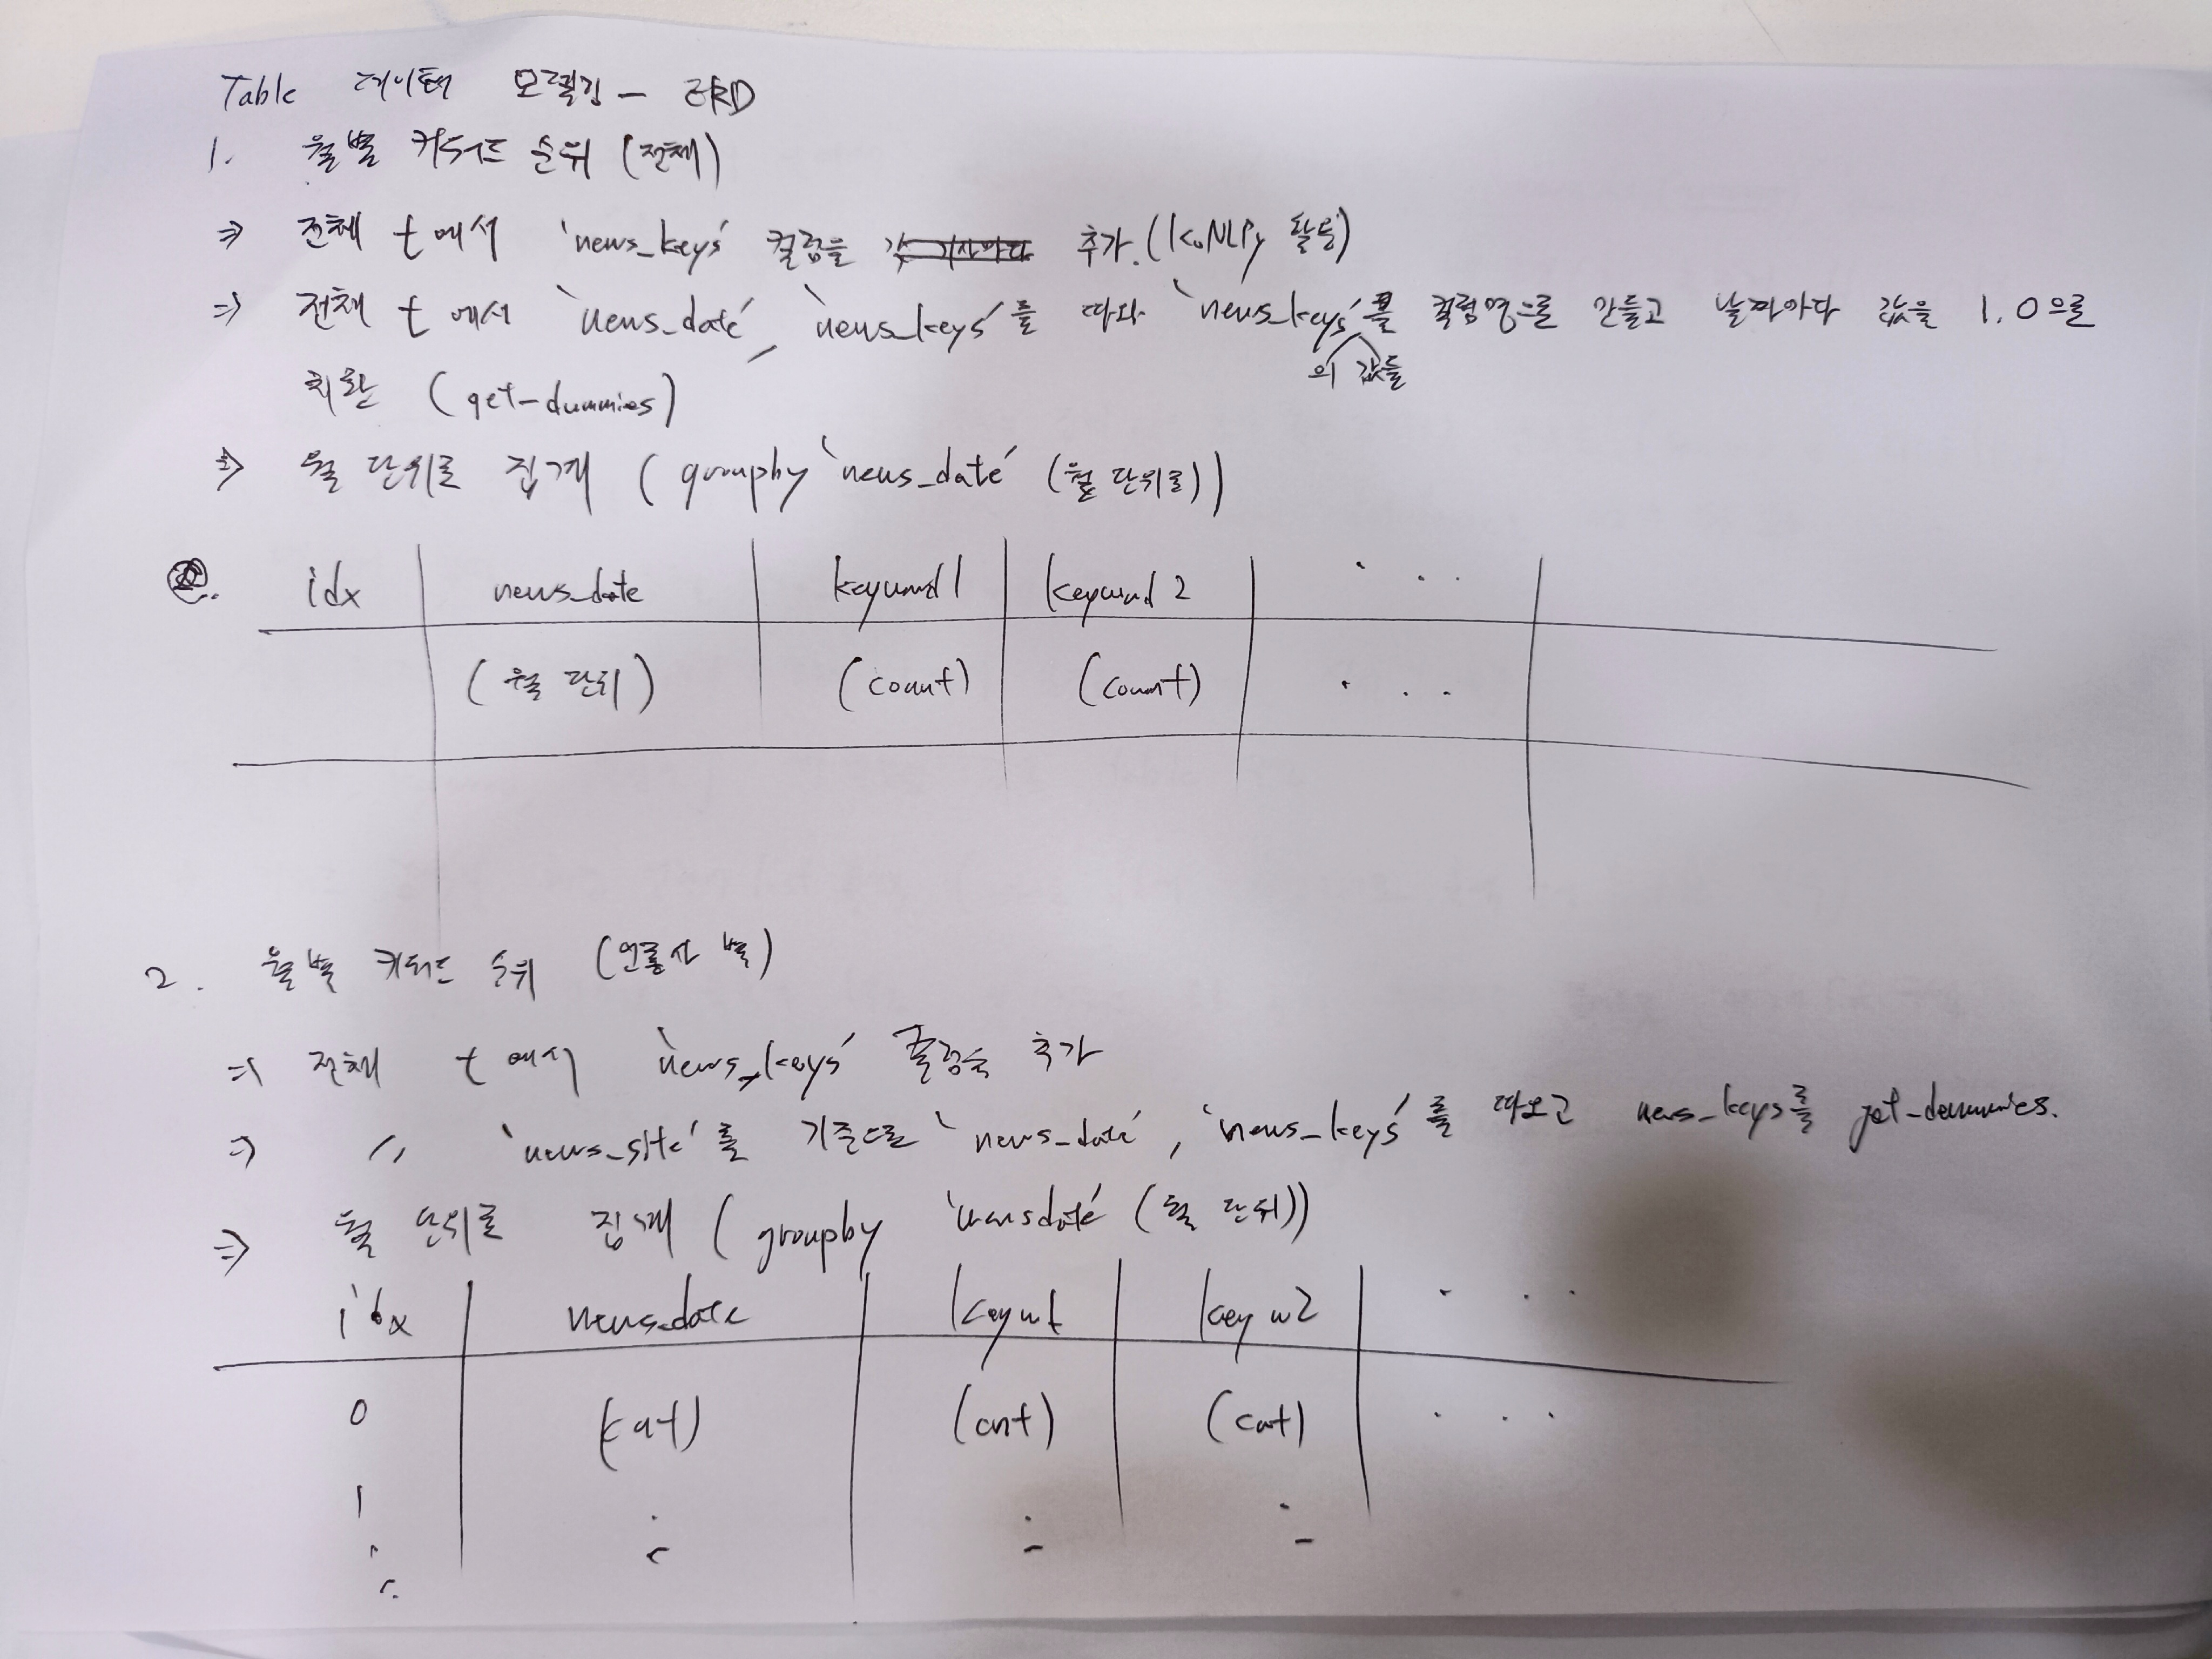 Table 데이터 모델링 - ERD
1. 월별 키워드 순위 (전체)
⇒ 전체 t에서 'news_keys' 컬럼을 추가. (KoNLPy 활용)
⇒ 전체 t에서 'news_date', 'news_keys'를 따와 'news_keys'의 값들을 컬럼명으로 만들고 날짜마다 값을 1.0으로
치환 (get-dummies)
⇒ 월 단위로 집계 (groupby 'news_date' (월 단위로))
idx news_date keyword1 keyword2 ...
(월 단위) (count) (count) ...
2. 월별 키워드 순위 (언론사 별)
⇒ 전체 t에서 'news_keys' 컬럼을 추가
⇒ 〃 'news_site'를 기준으로 'news_date', 'news_keys'를 따오고 news_keys를 get-dummies.
⇒ 월 단위로 집계 (groupby 'newsdate' (월 단위))
idx news_date keyw1 keyw2 ...
0 (cnt) (cnt) (cnt) ...
1